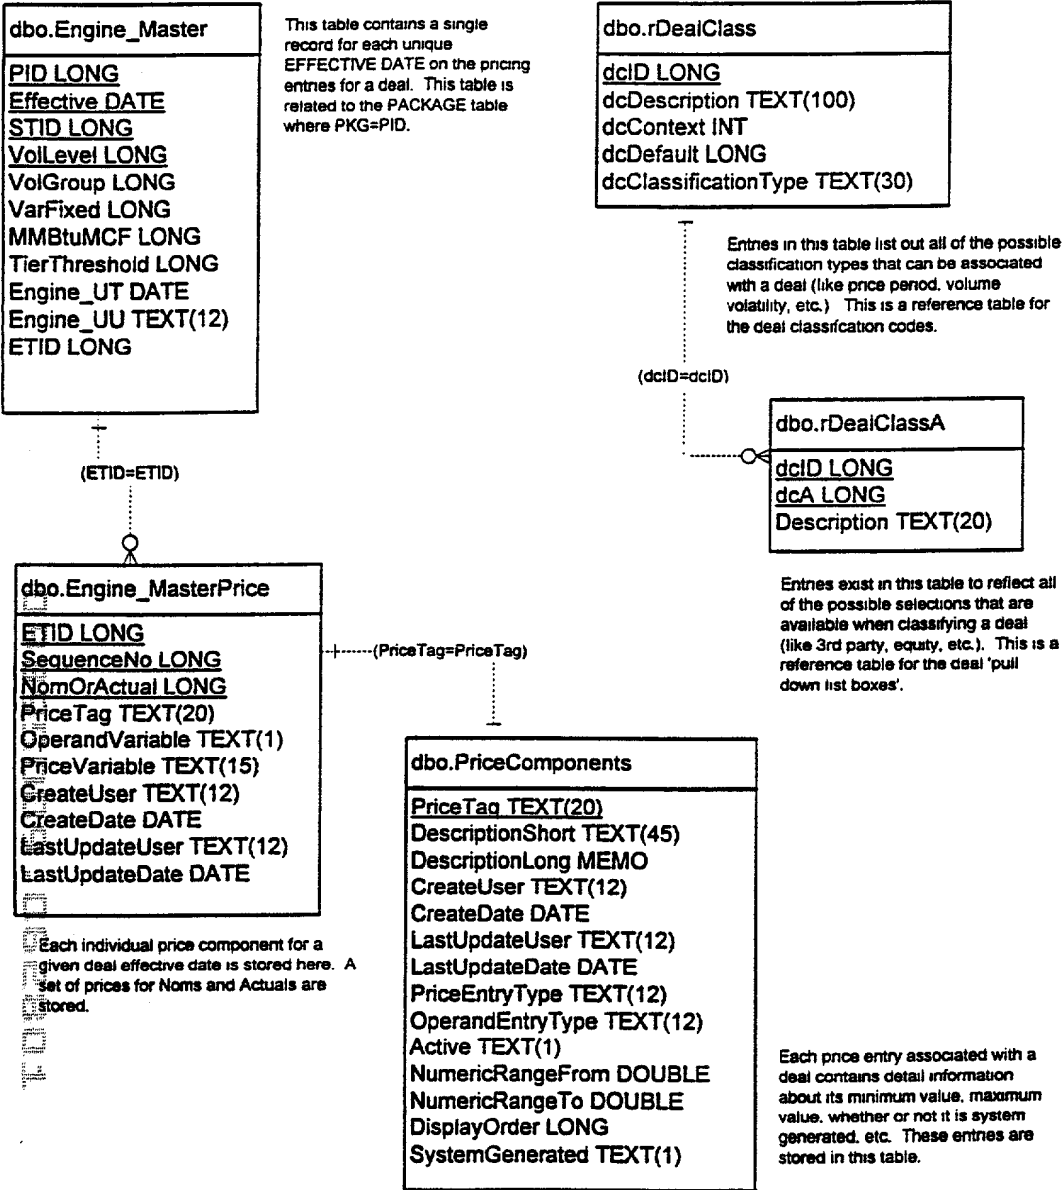 dbo.Engine_Master
PID LONG
Effective DATE
STID LONG
VolLevel LONG
VolGroup LONG
VarFixed LONG
MMBtuMCF LONG
TierThreshold LONG
Engine_UT DATE
Engine_UU TEXT(12)
ETID LONG
This table contains a single
record for each unique
EFFECTIVE DATE on the pricing
entries for a deal. This table is
related to the PACKAGE table
where PKG=PID.
dbo.rDealClass
dcID LONG
dcDescription TEXT(100)
dcContext INT
dcDefault LONG
dcClassificationType TEXT(30)
Entries in this table list out all of the possible
classification types that can be associated
with a deal (like price period, volume
volatility, etc.) This is a reference table for
the deal classifcation codes.
(dcID=dcID)
dbo.rDealClassA
dcID LONG
dcA LONG
Description TEXT(20)
Entries exist in this table to reflect all
of the possible selections that are
available when classifying a deal
(like 3rd party, equity, etc.). This is a
reference table for the deal 'pull
down list boxes'.
(ETID=ETID)
dbo.Engine_MasterPrice
ETID LONG
SequenceNo LONG
NomOrActual LONG
PriceTag TEXT(20)
OperandVariable TEXT(1)
PriceVariable TEXT(15)
CreateUser TEXT(12)
CreateDate DATE
LastUpdateUser TEXT(12)
LastUpdateDate DATE
Each individual price component for a
given deal effective date is stored here. A
set of prices for Noms and Actuals are
stored.
(PriceTag=PriceTag)
dbo.PriceComponents
PriceTag TEXT(20)
DescriptionShort TEXT(45)
DescriptionLong MEMO
CreateUser TEXT(12)
CreateDate DATE
LastUpdateUser TEXT(12)
LastUpdateDate DATE
PriceEntryType TEXT(12)
OperandEntryType TEXT(12)
Active TEXT(1)
NumericRangeFrom DOUBLE
NumericRangeTo DOUBLE
DisplayOrder LONG
SystemGenerated TEXT(1)
Each price entry associated with a
deal contains detail information
about its minimum value, maximum
value, whether or not it is system
generated, etc. These entries are
stored in this table.